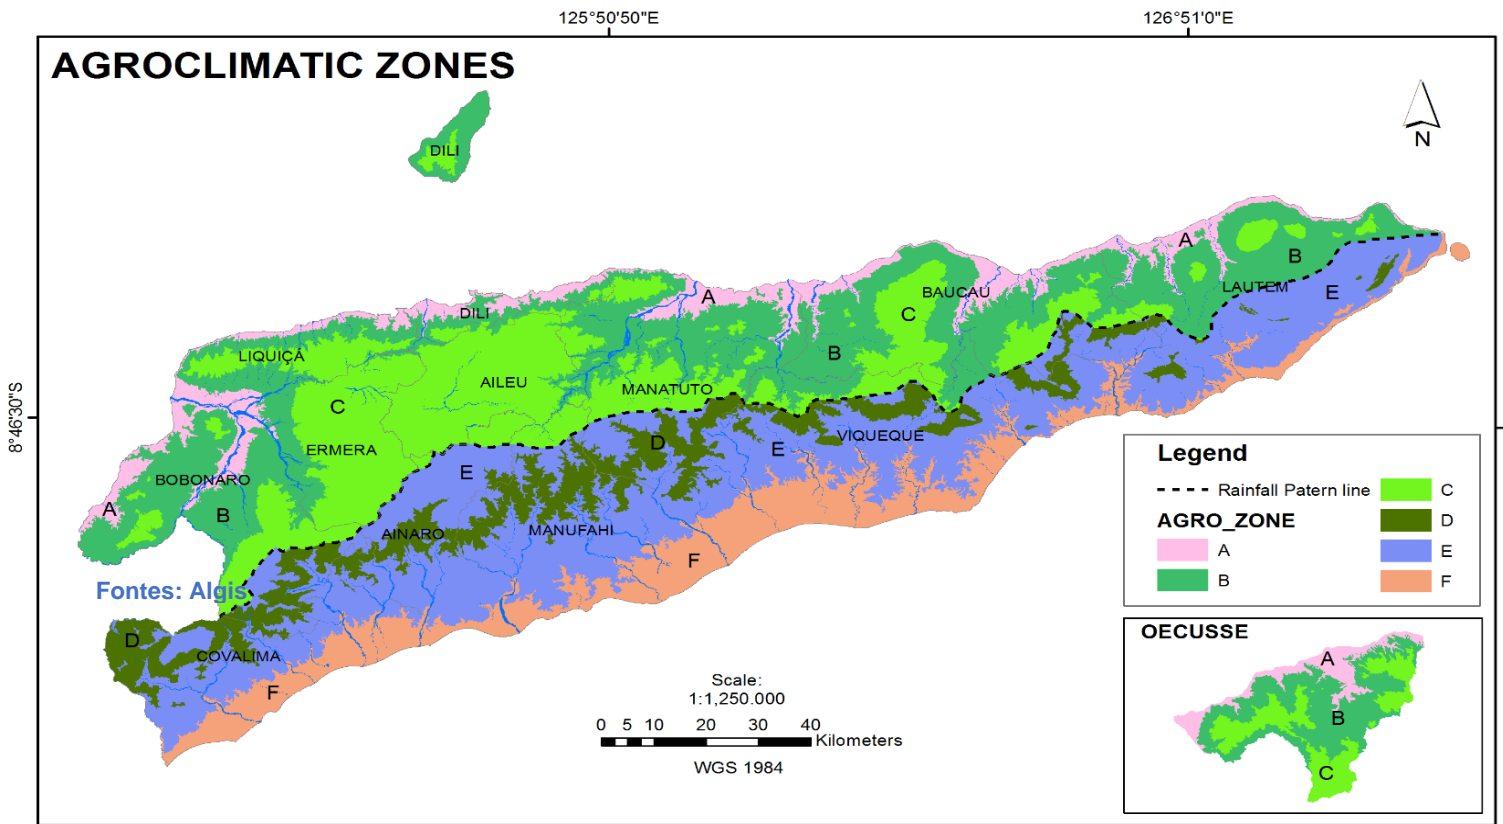 125°50'50"E
126°51'0"E
AGROCLIMATIC ZONES
N
DILI
A
B
LAUTEM
E
A
BAUCAU
C
B
DILI
LIQUIÇÁ
AILEU
MANATUTO
C
8°46'30"S
ERMERA
D
E
VIQUEQUE
E
BOBONARO
A
B
AINARO
MANUFAHI
F
Fontes: Algis
D
COVALIMA
F
Scale:
1:1,250.000
0 5 10 20 30 40
Kilometers
WGS 1984
Legend
Rainfall Patern line
AGRO_ZONE
A
B
C
D
E
F
OECUSSE
A
B
C